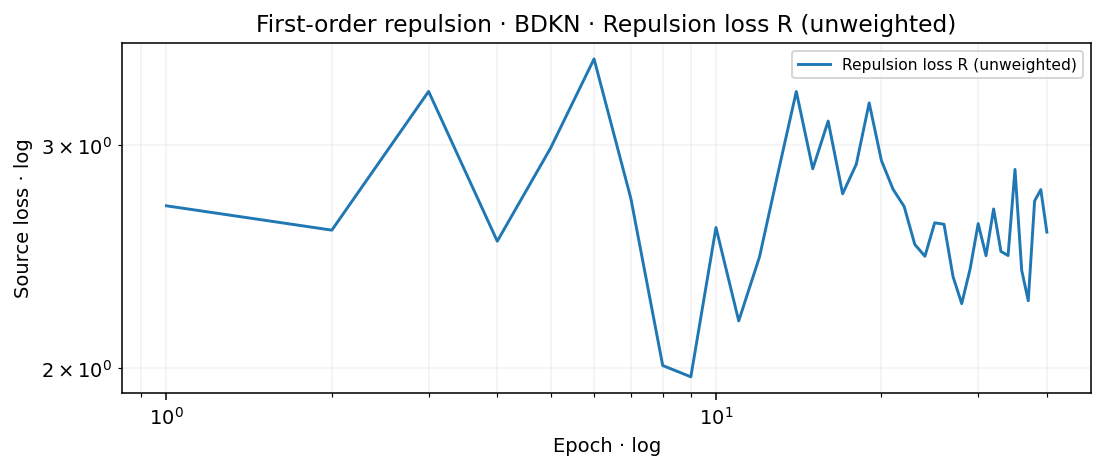 First-order repulsion · BDKN · Repulsion loss R (unweighted)
Repulsion loss R (unweighted)
Source loss · log
3 × 10⁰
2 × 10⁰
10⁰ 10¹
Epoch · log